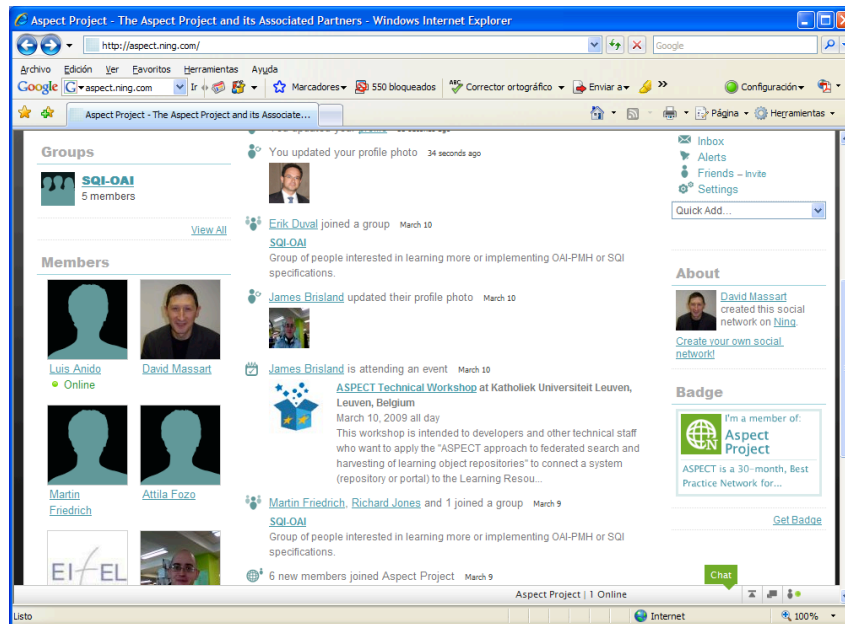 Aspect Project - The Aspect Project and its Associated Partners - Windows Internet Explorer
http://aspect.ning.com/
Google
Archivo Edición Ver Favoritos Herramientas Ayuda
Google aspect.ning.com Ir Marcadores 550 bloqueados ABC Corrector ortográfico Enviar a Configuración
Aspect Project - The Aspect Project and its Associate...
Página Herramientas
Groups
SQI-OAI
5 members
View All
Members
Luis Anido
Online
David Massart
Martin
Friedrich
Attila Fozo
EIFEL
You updated your profile 33 seconds ago
You updated your profile photo 34 seconds ago
Erik Duval joined a group March 10
SQI-OAI
Group of people interested in learning more or implementing OAI-PMH or SQI
specifications.
James Brisland updated their profile photo March 10
James Brisland is attending an event March 10
ASPECT Technical Workshop at Katholiek Universiteit Leuven,
Leuven, Belgium
March 10, 2009 all day
This workshop is intended to developers and other technical staff
who want to apply the "ASPECT approach to federated search and
harvesting of learning object repositories" to connect a system
(repository or portal) to the Learning Resou...
Martin Friedrich, Richard Jones and 1 joined a group March 9
SQI-OAI
Group of people interested in learning more or implementing OAI-PMH or SQI
specifications.
6 new members joined Aspect Project March 9
Inbox
Alerts
Friends – Invite
Settings
Quick Add...
About
David Massart
created this social
network on Ning.
Create your own social
network!
Badge
I'm a member of:
Aspect
Project
ASPECT is a 30-month, Best
Practice Network for...
Get Badge
Chat
Aspect Project | 1 Online
Listo
Internet
100%